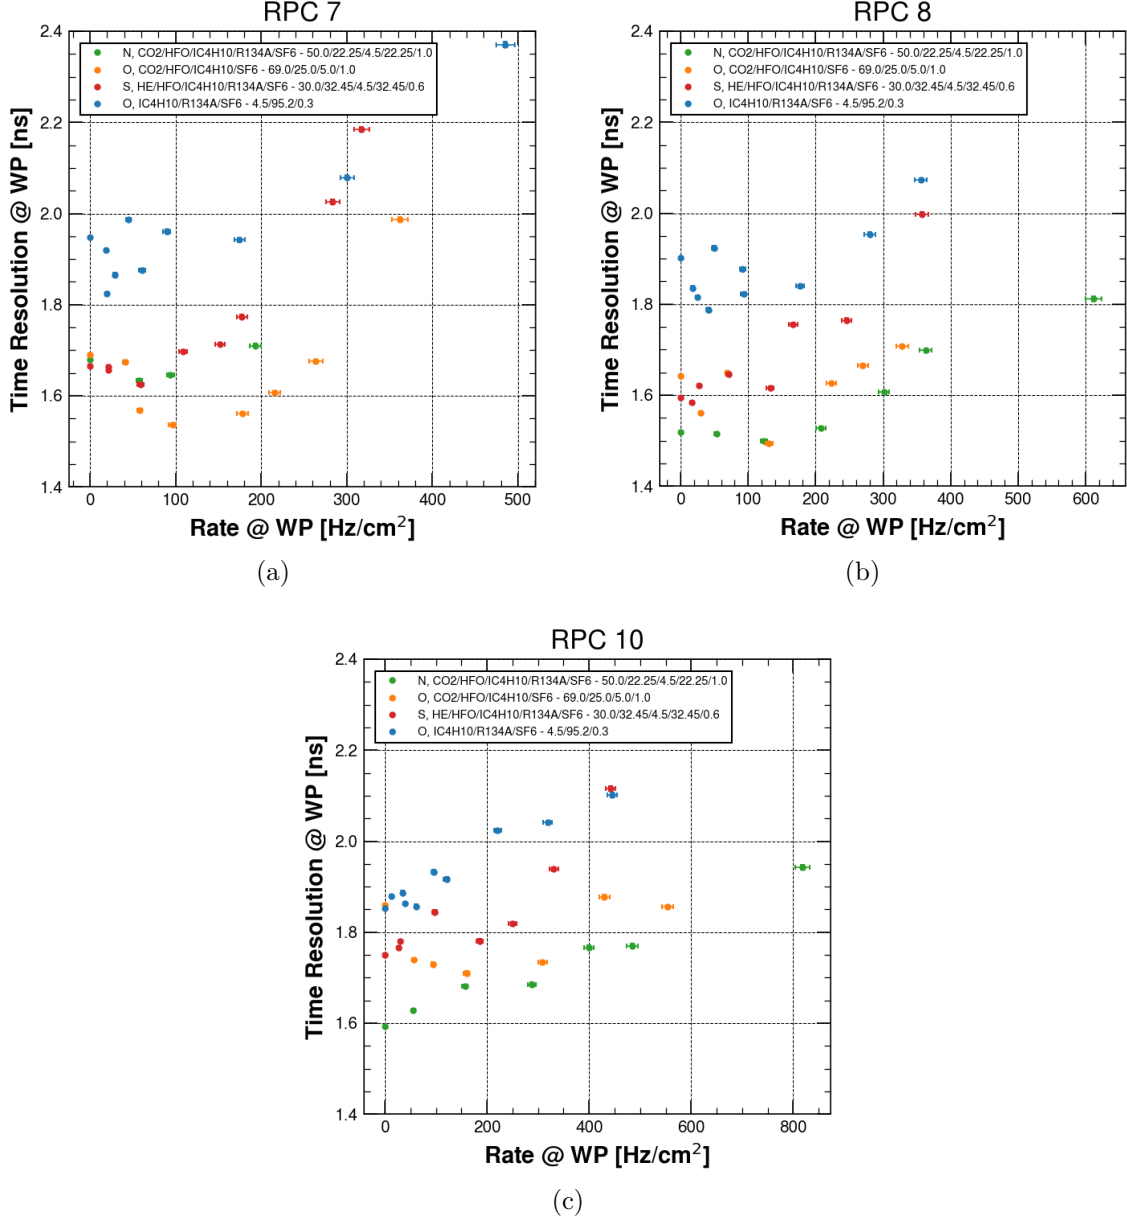 RPC 7
2.4
2.2
2.0
1.8
1.6
1.4
Time Resolution @ WP [ns]
N, CO2/HFO/IC4H10/R134A/SF6 - 50.0/22.25/4.5/22.25/1.0
O, CO2/HFO/IC4H10/SF6 - 69.0/25.0/5.0/1.0
S, HE/HFO/IC4H10/R134A/SF6 - 30.0/32.45/4.5/32.45/0.6
O, IC4H10/R134A/SF6 - 4.5/95.2/0.3
0 100 200 300 400 500
Rate @ WP [Hz/cm²]
(a)
RPC 8
2.4
2.2
2.0
1.8
1.6
1.4
Time Resolution @ WP [ns]
N, CO2/HFO/IC4H10/R134A/SF6 - 50.0/22.25/4.5/22.25/1.0
O, CO2/HFO/IC4H10/SF6 - 69.0/25.0/5.0/1.0
S, HE/HFO/IC4H10/R134A/SF6 - 30.0/32.45/4.5/32.45/0.6
O, IC4H10/R134A/SF6 - 4.5/95.2/0.3
0 100 200 300 400 500 600
Rate @ WP [Hz/cm²]
(b)
RPC 10
2.4
2.2
2.0
1.8
1.6
1.4
Time Resolution @ WP [ns]
N, CO2/HFO/IC4H10/R134A/SF6 - 50.0/22.25/4.5/22.25/1.0
O, CO2/HFO/IC4H10/SF6 - 69.0/25.0/5.0/1.0
S, HE/HFO/IC4H10/R134A/SF6 - 30.0/32.45/4.5/32.45/0.6
O, IC4H10/R134A/SF6 - 4.5/95.2/0.3
0 200 400 600 800
Rate @ WP [Hz/cm²]
(c)